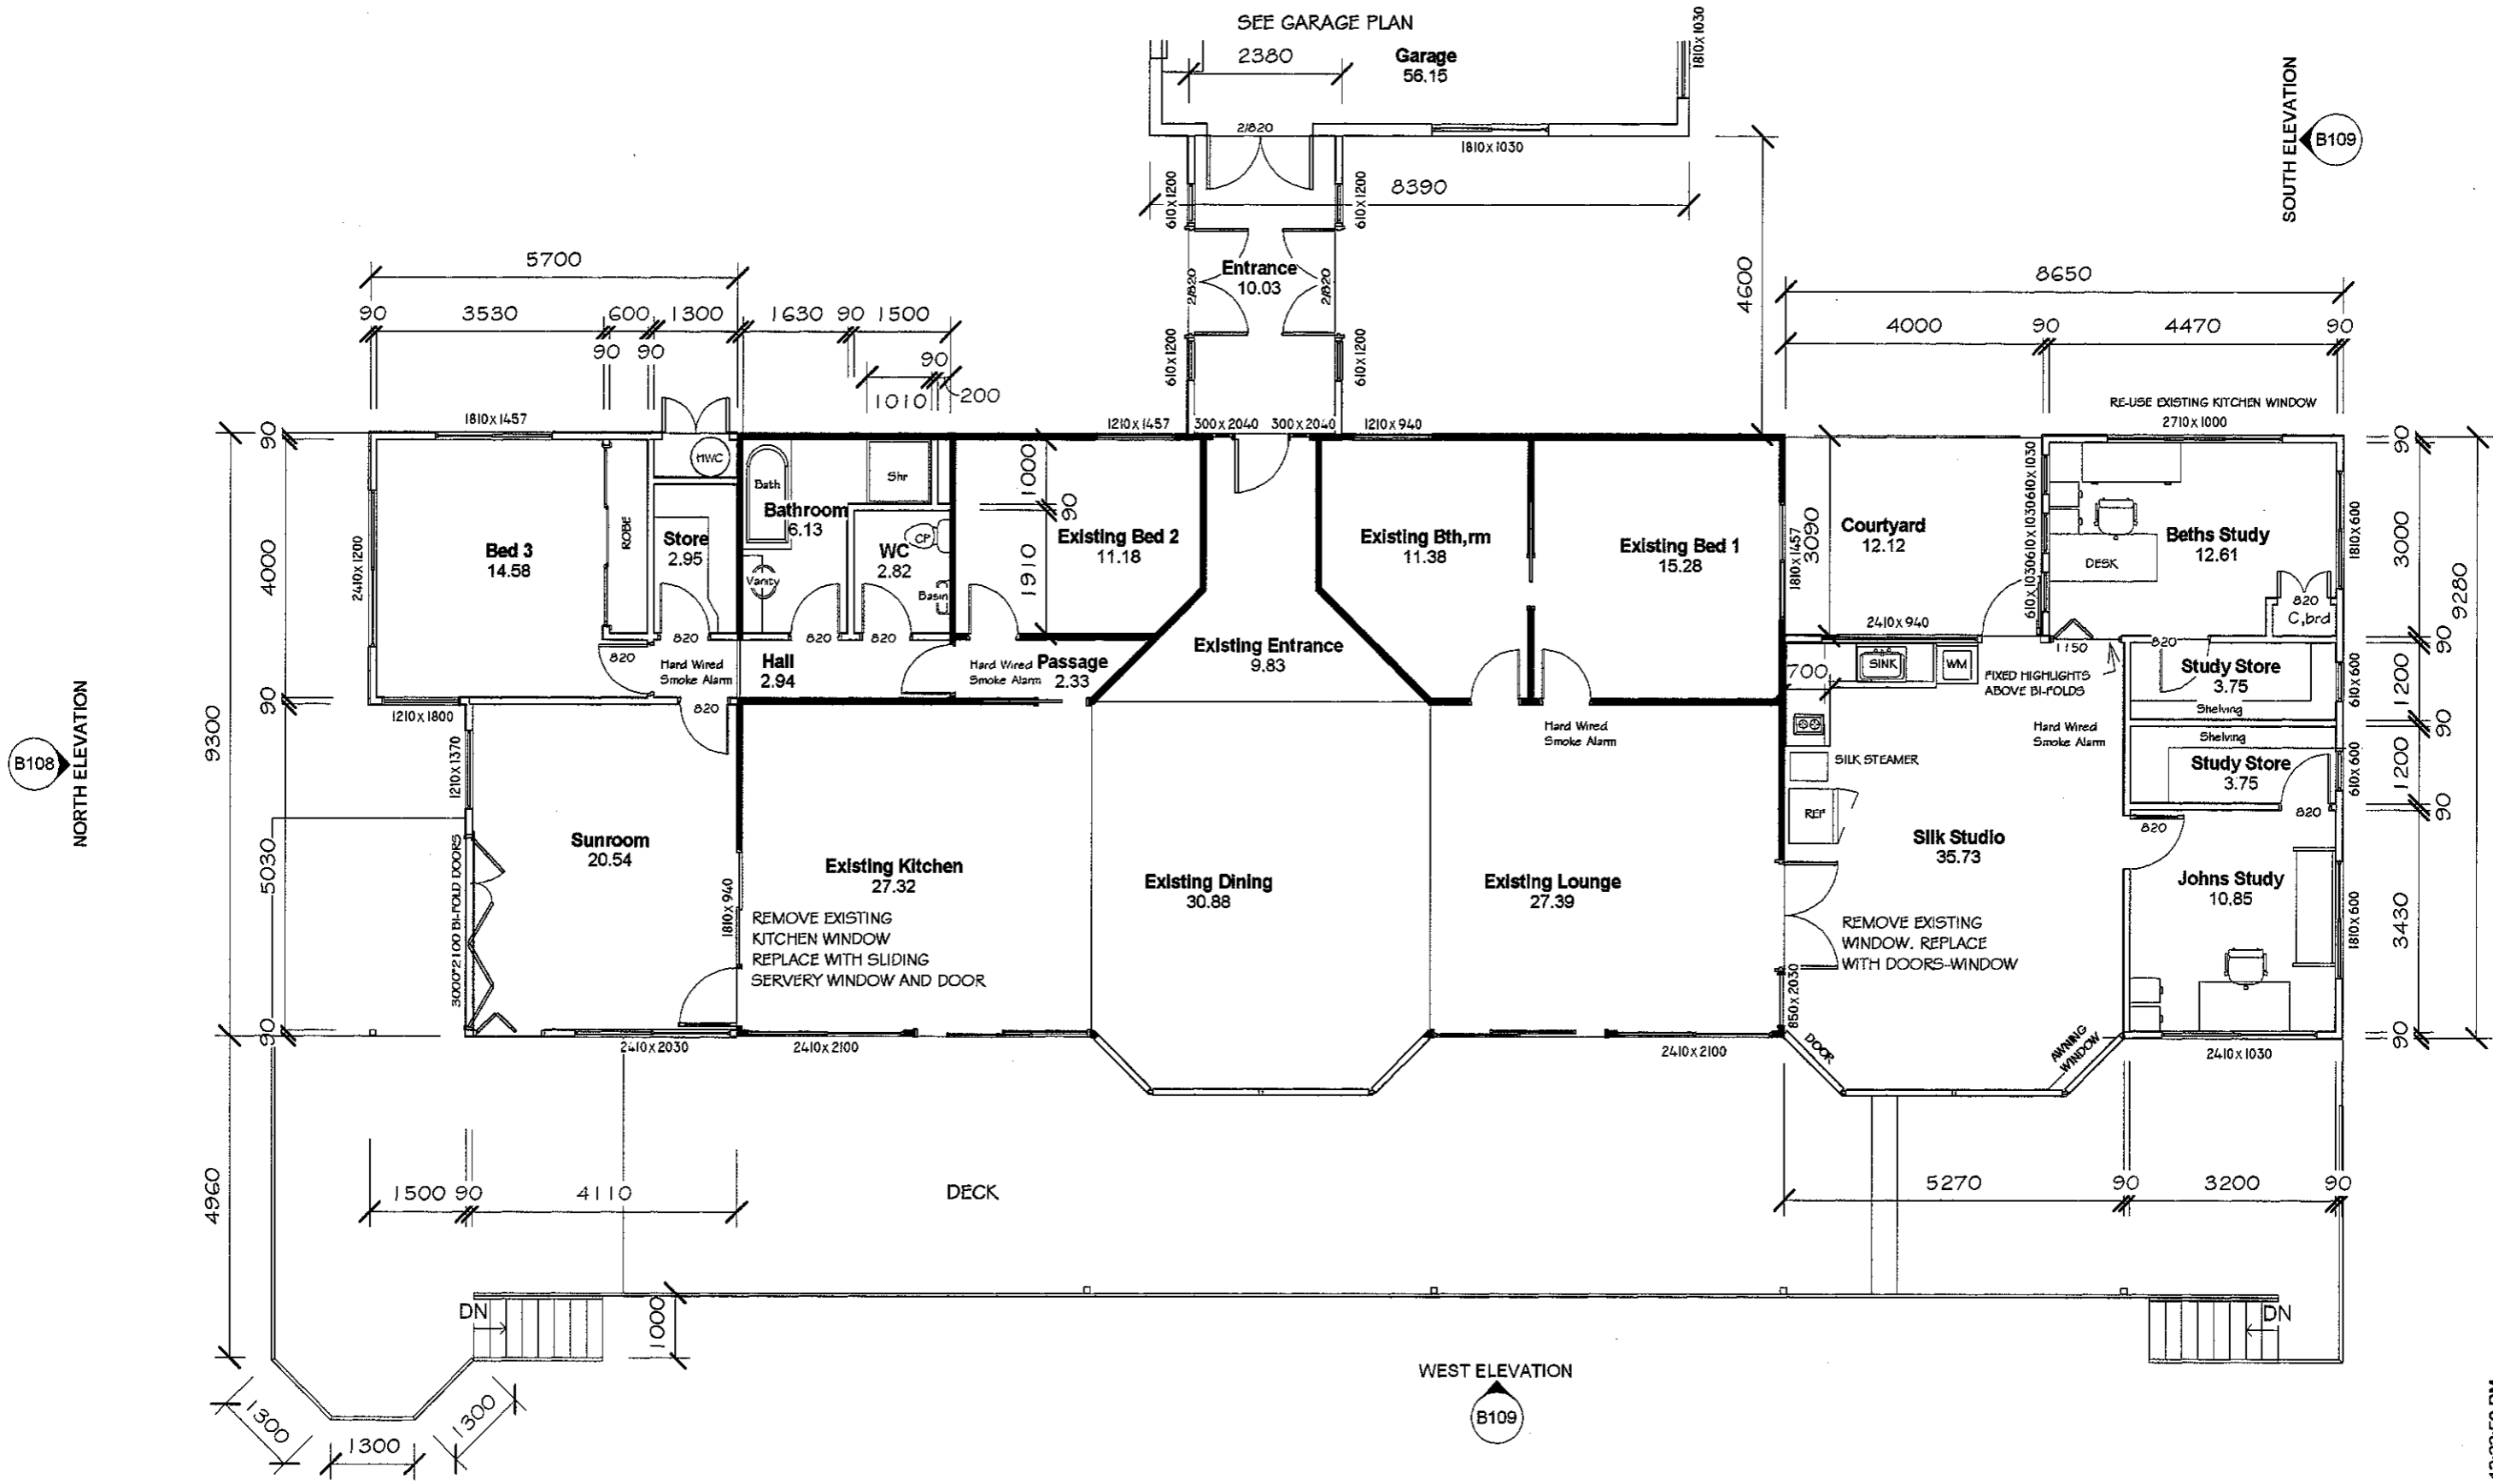 SEE GARAGE PLAN
2380
Garage
56.15
1810x1030
2/820
1810x1030
8390
610x1200
610x1200
SOUTH ELEVATION
B109
4600
Entrance
10.03
2/820
2/820
610x1200
610x1200
5700
90 3530 600 1300 1630 90 1500
90 90
90
1010
200
8650
4000 90 4470 90
RE-USE EXISTING KITCHEN WINDOW
2710x1000
1810x1457
1210x1457
300x2040
300x2040
1210x940
90
4000
90
9300
5030
90
4960
2410x1200
HWC
Bath
Shr
Bathroom
6.13
Bed 3
14.58
ROBE
Store
2.95
WC
2.82
CP
Vanity
Basin
1000
90
1910
Existing Bed 2
11.18
Existing Bth,rm
11.38
Existing Bed 1
15.28
1810x1457
3090
Courtyard
12.12
610x1030
610x1030
610x1030
Beths Study
12.61
DESK
820
C,brd
1810x600
90
3000
90
1200
90
1200
90
3430
90
9280
820
820
820
820
Hard Wired
Smoke Alarm
Hall
2.94
Hard Wired
Smoke Alarm
Passage
2.33
Existing Entrance
9.83
2410x940
700
SINK
WM
1150
820
FIXED HIGHLIGHTS
ABOVE BI-FOLDS
Study Store
3.75
Shelving
610x600
1210x1800
820
1210x1370
Hard Wired
Smoke Alarm
Hard Wired
Smoke Alarm
Shelving
Study Store
3.75
610x600
820
SILK STEAMER
REF
820
B108
NORTH ELEVATION
3000*2100 BI-FOLD DOORS
Sunroom
20.54
1810x940
Existing Kitchen
27.32
REMOVE EXISTING
KITCHEN WINDOW
REPLACE WITH SLIDING
SERVERY WINDOW AND DOOR
Existing Dining
30.88
Existing Lounge
27.39
Silk Studio
35.73
REMOVE EXISTING
WINDOW. REPLACE
WITH DOORS-WINDOW
850x2030
Johns Study
10.85
1810x600
2410x2030
2410x2100
2410x2100
DOOR
AWNING
WINDOW
2410x1030
1500 90 4110
DECK
5270 90 3200 90
DN
1000
DN
WEST ELEVATION
B109
1300
1300
1300